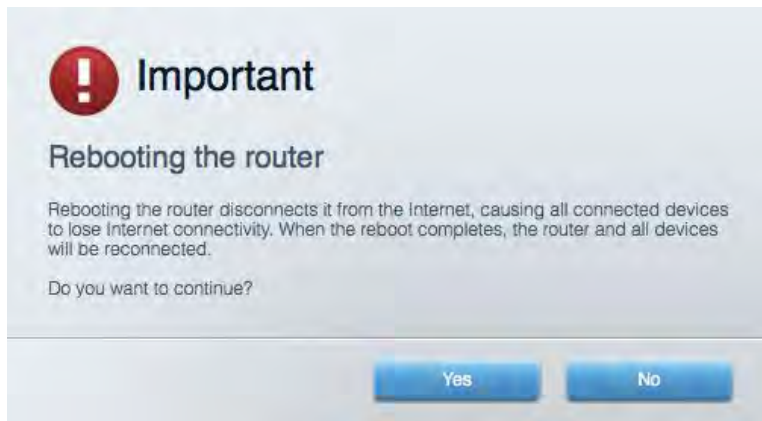 Important
Rebooting the router
Rebooting the router disconnects it from the Internet, causing all connected devices
to lose Internet connectivity. When the reboot completes, the router and all devices
will be reconnected.
Do you want to continue?
Yes No